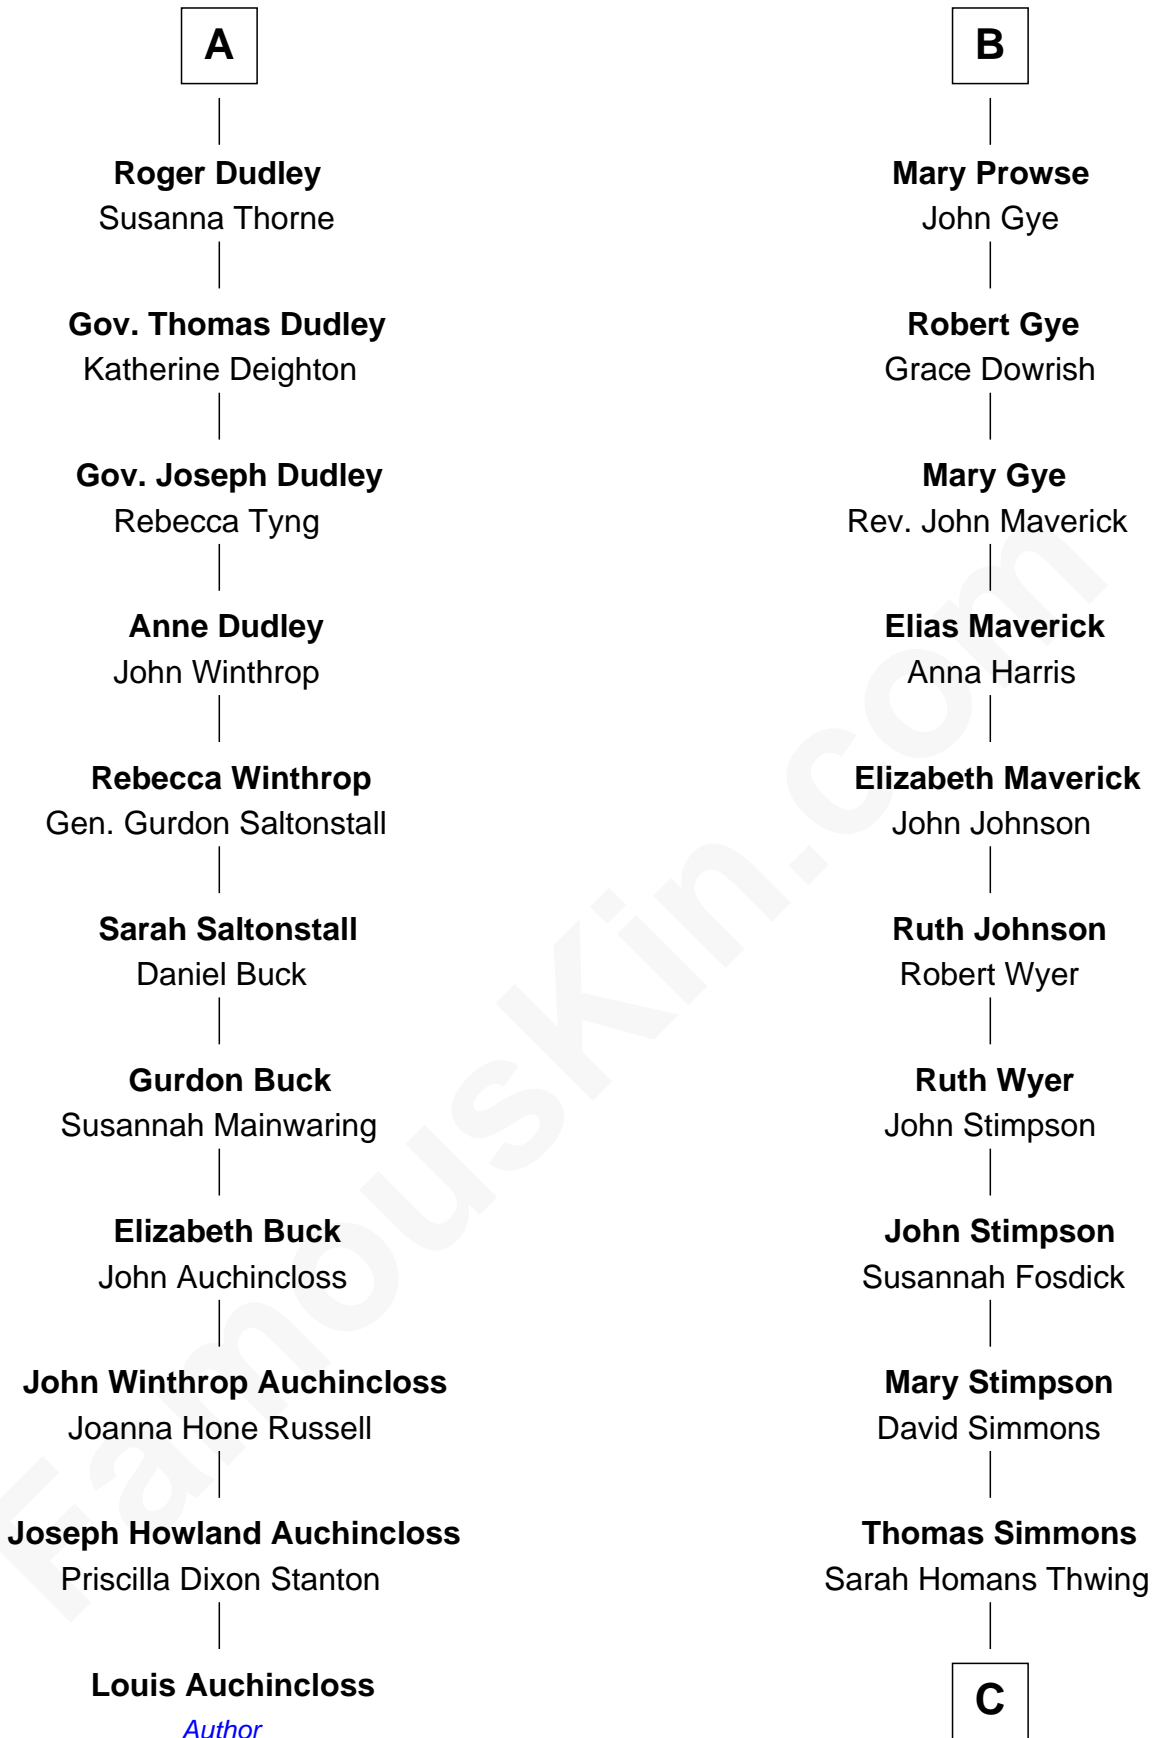 A
Roger Dudley
Susanna Thorne
Gov. Thomas Dudley
Katherine Deighton
Gov. Joseph Dudley
Rebecca Tyng
Anne Dudley
John Winthrop
Rebecca Winthrop
Gen. Gurdon Saltonstall
Sarah Saltonstall
Daniel Buck
Gurdon Buck
Susannah Mainwaring
Elizabeth Buck
John Auchincloss
John Winthrop Auchincloss
Joanna Hone Russell
Joseph Howland Auchincloss
Priscilla Dixon Stanton
Louis Auchincloss
Author
B
Mary Prowse
John Gye
Robert Gye
Grace Dowrish
Mary Gye
Rev. John Maverick
Elias Maverick
Anna Harris
Elizabeth Maverick
John Johnson
Ruth Johnson
Robert Wyer
Ruth Wyer
John Stimpson
John Stimpson
Susannah Fosdick
Mary Stimpson
David Simmons
Thomas Simmons
Sarah Homans Thwing
C
FamousKin.com